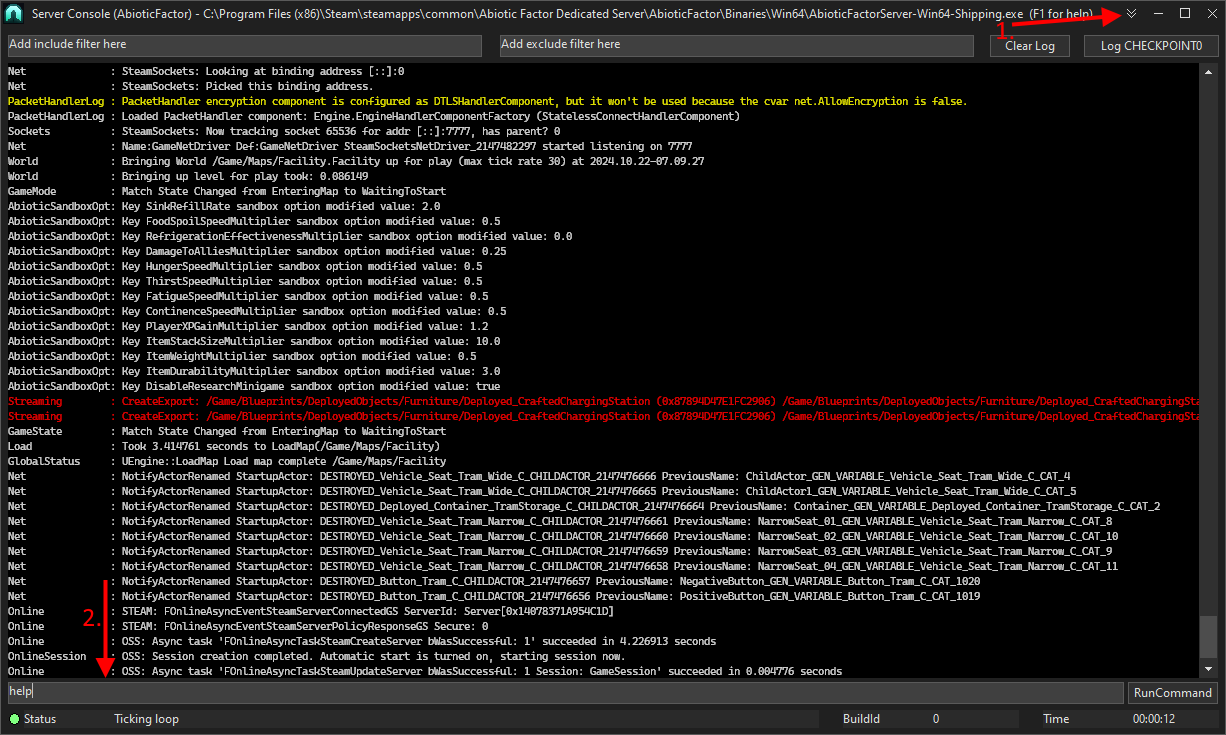 Server Console (AbioticFactor) - C:\Program Files (x86)\Steam\steamapps\common\Abiotic Factor Dedicated Server\AbioticFactor\Binaries\Win64\AbioticFactorServer-Win64-Shipping.exe (F1 for help)
1.
Add include filter here Add exclude filter here Clear Log Log CHECKPOINT0
Net : SteamSockets: Looking at binding address [::]:0
Net : SteamSockets: Picked this binding address.
PacketHandlerLog : PacketHandler encryption component is configured as DTLSHandlerComponent, but it won't be used because the cvar net.AllowEncryption is false.
PacketHandlerLog : Loaded PacketHandler component: Engine.EngineHandlerComponentFactory (StatelessConnectHandlerComponent)
Sockets : SteamSockets: Now tracking socket 65536 for addr [::]:7777, has parent? 0
Net : Name:GameNetDriver Def:GameNetDriver SteamSocketsNetDriver_2147482297 started listening on 7777
World : Bringing World /Game/Maps/Facility.Facility up for play (max tick rate 30) at 2024.10.22-07.09.27
World : Bringing up level for play took: 0.086149
GameMode : Match State Changed from EnteringMap to WaitingToStart
AbioticSandboxOpt: Key SinkRefillRate sandbox option modified value: 2.0
AbioticSandboxOpt: Key FoodSpoilSpeedMultiplier sandbox option modified value: 0.5
AbioticSandboxOpt: Key RefrigerationEffectivenessMultiplier sandbox option modified value: 0.0
AbioticSandboxOpt: Key DamageToAlliesMultiplier sandbox option modified value: 0.25
AbioticSandboxOpt: Key HungerSpeedMultiplier sandbox option modified value: 0.5
AbioticSandboxOpt: Key ThirstSpeedMultiplier sandbox option modified value: 0.5
AbioticSandboxOpt: Key FatigueSpeedMultiplier sandbox option modified value: 0.5
AbioticSandboxOpt: Key ContinenceSpeedMultiplier sandbox option modified value: 0.5
AbioticSandboxOpt: Key PlayerXPGainMultiplier sandbox option modified value: 1.2
AbioticSandboxOpt: Key ItemStackSizeMultiplier sandbox option modified value: 10.0
AbioticSandboxOpt: Key ItemWeightMultiplier sandbox option modified value: 0.5
AbioticSandboxOpt: Key ItemDurabilityMultiplier sandbox option modified value: 3.0
AbioticSandboxOpt: Key DisableResearchMinigame sandbox option modified value: true
Streaming : CreateExport: /Game/Blueprints/DeployedObjects/Furniture/Deployed_CraftedChargingStation (0x87894D47E1FC2906) /Game/Blueprints/DeployedObjects/Furniture/Deployed_CraftedChargingSta
Streaming : CreateExport: /Game/Blueprints/DeployedObjects/Furniture/Deployed_CraftedChargingStation (0x87894D47E1FC2906) /Game/Blueprints/DeployedObjects/Furniture/Deployed_CraftedChargingSta
GameState : Match State Changed from EnteringMap to WaitingToStart
Load : Took 3.414761 seconds to LoadMap(/Game/Maps/Facility)
GlobalStatus : UEngine::LoadMap Load map complete /Game/Maps/Facility
Net : NotifyActorRenamed StartupActor: DESTROYED_Vehicle_Seat_Tram_Wide_C_CHILDACTOR_2147476666 PreviousName: ChildActor_GEN_VARIABLE_Vehicle_Seat_Tram_Wide_C_CAT_4
Net : NotifyActorRenamed StartupActor: DESTROYED_Vehicle_Seat_Tram_Wide_C_CHILDACTOR_2147476665 PreviousName: ChildActor1_GEN_VARIABLE_Vehicle_Seat_Tram_Wide_C_CAT_5
Net : NotifyActorRenamed StartupActor: DESTROYED_Deployed_Container_TramStorage_C_CHILDACTOR_2147476664 PreviousName: Container_GEN_VARIABLE_Deployed_Container_TramStorage_C_CAT_2
Net : NotifyActorRenamed StartupActor: DESTROYED_Vehicle_Seat_Tram_Narrow_C_CHILDACTOR_2147476661 PreviousName: NarrowSeat_01_GEN_VARIABLE_Vehicle_Seat_Tram_Narrow_C_CAT_8
Net : NotifyActorRenamed StartupActor: DESTROYED_Vehicle_Seat_Tram_Narrow_C_CHILDACTOR_2147476660 PreviousName: NarrowSeat_02_GEN_VARIABLE_Vehicle_Seat_Tram_Narrow_C_CAT_10
Net : NotifyActorRenamed StartupActor: DESTROYED_Vehicle_Seat_Tram_Narrow_C_CHILDACTOR_2147476659 PreviousName: NarrowSeat_03_GEN_VARIABLE_Vehicle_Seat_Tram_Narrow_C_CAT_9
Net : NotifyActorRenamed StartupActor: DESTROYED_Vehicle_Seat_Tram_Narrow_C_CHILDACTOR_2147476658 PreviousName: NarrowSeat_04_GEN_VARIABLE_Vehicle_Seat_Tram_Narrow_C_CAT_11
Net : NotifyActorRenamed StartupActor: DESTROYED_Button_Tram_C_CHILDACTOR_2147476657 PreviousName: NegativeButton_GEN_VARIABLE_Button_Tram_C_CAT_1020
Net : NotifyActorRenamed StartupActor: DESTROYED_Button_Tram_C_CHILDACTOR_2147476656 PreviousName: PositiveButton_GEN_VARIABLE_Button_Tram_C_CAT_1019
Online : STEAM: FOnlineAsyncEventSteamServerConnectedGS ServerId: Server[0x14078371A954C1D]
2.
Online : STEAM: FOnlineAsyncEventSteamServerPolicyResponseGS Secure: 0
Online : OSS: Async task 'FOnlineAsyncTaskSteamCreateServer bWasSuccessful: 1' succeeded in 4.226913 seconds
OnlineSession : OSS: Session creation completed. Automatic start is turned on, starting session now.
Online : OSS: Async task 'FOnlineAsyncTaskSteamUpdateServer bWasSuccessful: 1 Session: GameSession' succeeded in 0.004776 seconds
help RunCommand
Status Ticking loop BuildId 0 Time 00:00:12